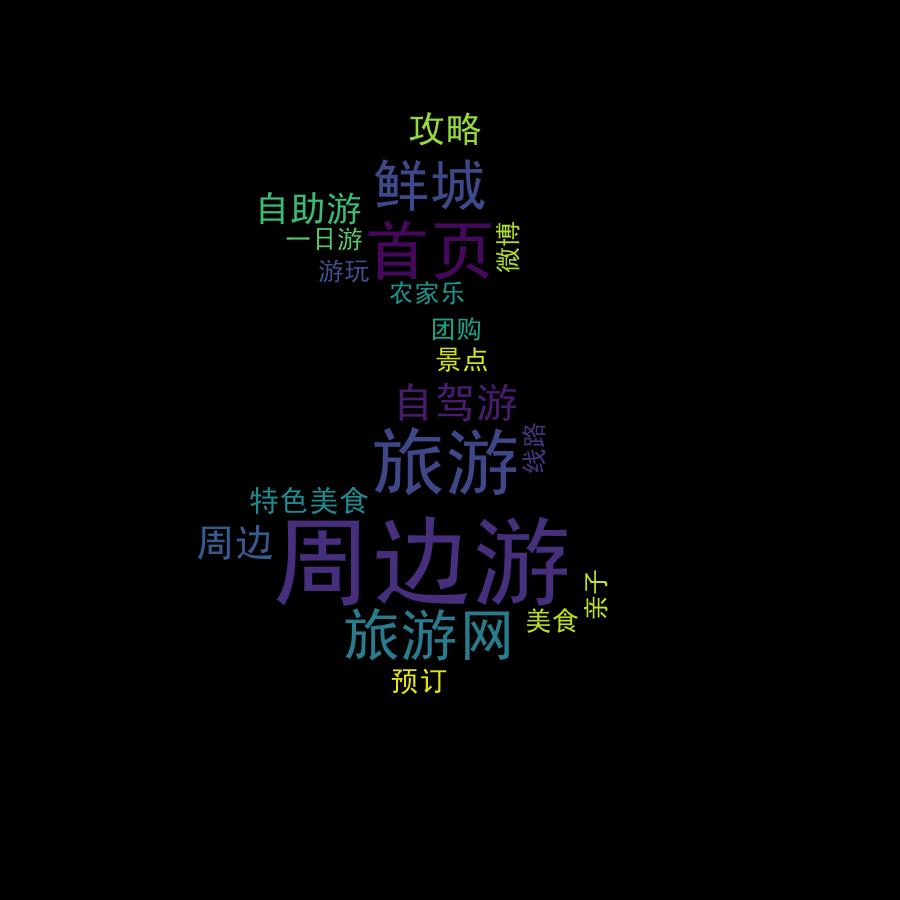 攻略
鲜城
自助游
首页
微博
一日游
游玩
农家乐
团购
景点
自驾游
旅游
线路
特色美食
周边
周边游
亲子
旅游网
美食
预订